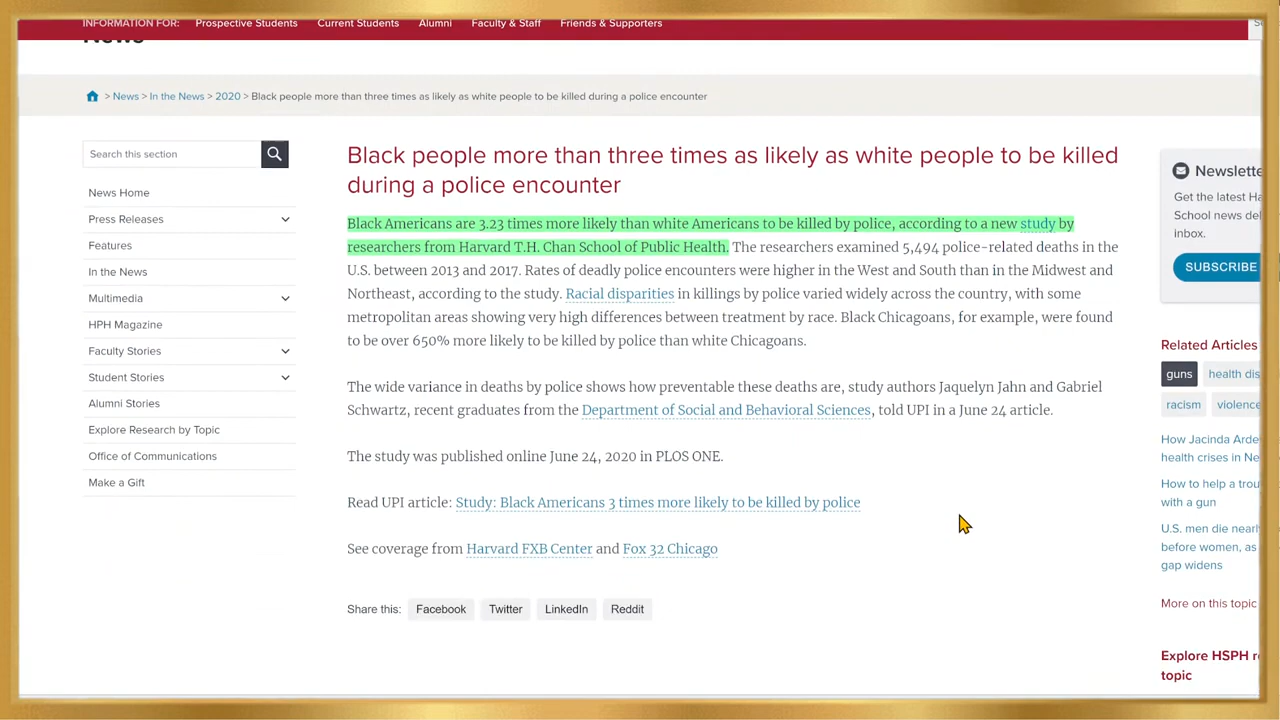 INFORMATION FOR: Prospective Students Current Students Alumni Faculty & Staff Friends & Supporters
News
> News > In the News > 2020 > Black people more than three times as likely as white people to be killed during a police encounter
Search this section
News Home
Press Releases
Features
In the News
Multimedia
HPH Magazine
Faculty Stories
Student Stories
Alumni Stories
Explore Research by Topic
Office of Communications
Make a Gift
Black people more than three times as likely as white people to be killed
during a police encounter
Black Americans are 3.23 times more likely than white Americans to be killed by police, according to a new study by
researchers from Harvard T.H. Chan School of Public Health. The researchers examined 5,494 police-related deaths in the
U.S. between 2013 and 2017. Rates of deadly police encounters were higher in the West and South than in the Midwest and
Northeast, according to the study. Racial disparities in killings by police varied widely across the country, with some
metropolitan areas showing very high differences between treatment by race. Black Chicagoans, for example, were found
to be over 650% more likely to be killed by police than white Chicagoans.
The wide variance in deaths by police shows how preventable these deaths are, study authors Jaquelyn Jahn and Gabriel
Schwartz, recent graduates from the Department of Social and Behavioral Sciences, told UPI in a June 24 article.
The study was published online June 24, 2020 in PLOS ONE.
Read UPI article: Study: Black Americans 3 times more likely to be killed by police
See coverage from Harvard FXB Center and Fox 32 Chicago
Share this: Facebook Twitter LinkedIn Reddit
Newslette
Get the latest Ha
School news del
inbox.
SUBSCRIBE
Related Articles
guns health dis
racism violence
How Jacinda Arde
health crises in Ne
How to help a trou
with a gun
U.S. men die nearl
before women, as
gap widens
More on this topic
Explore HSPH re
topic